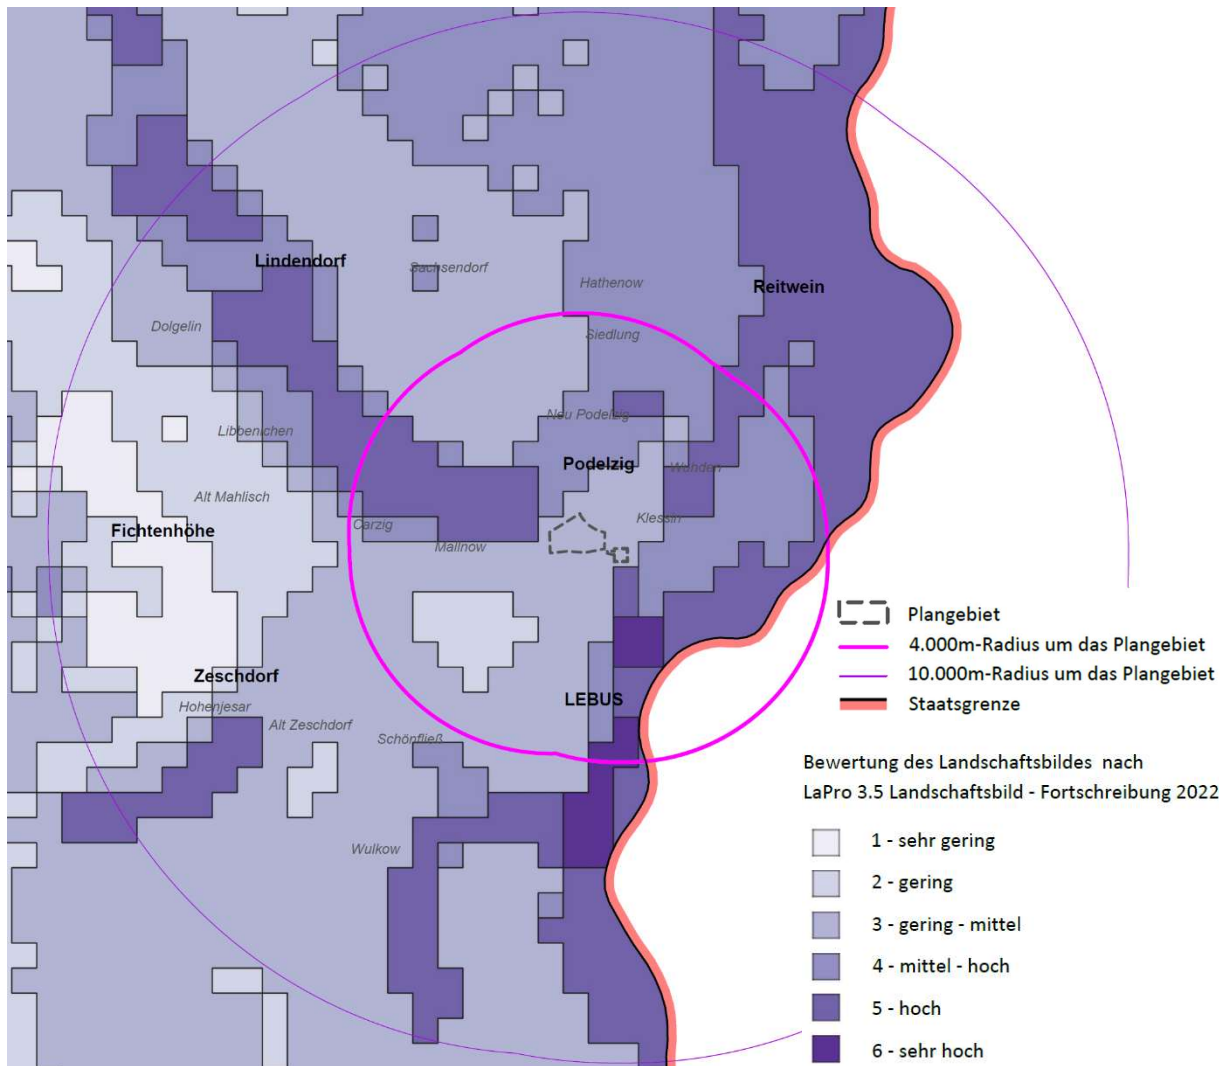 Lindendorf
Sachsendorf
Hathenow
Reitwein
Dolgelin
Siedlung
Neu Podelzig
Libbenichen
Podelzig
Wuhden
Alt Mahlisch
Klessin
Carzig
Fichtenhöhe
Mallnow
Plangebiet
4.000m-Radius um das Plangebiet
10.000m-Radius um das Plangebiet
Staatsgrenze
Zeschdorf
LEBUS
Hohenjesar
Alt Zeschdorf
Schönfließ
Wulkow
Bewertung des Landschaftsbildes nach
LaPro 3.5 Landschaftsbild - Fortschreibung 2022
1 - sehr gering
2 - gering
3 - gering - mittel
4 - mittel - hoch
5 - hoch
6 - sehr hoch